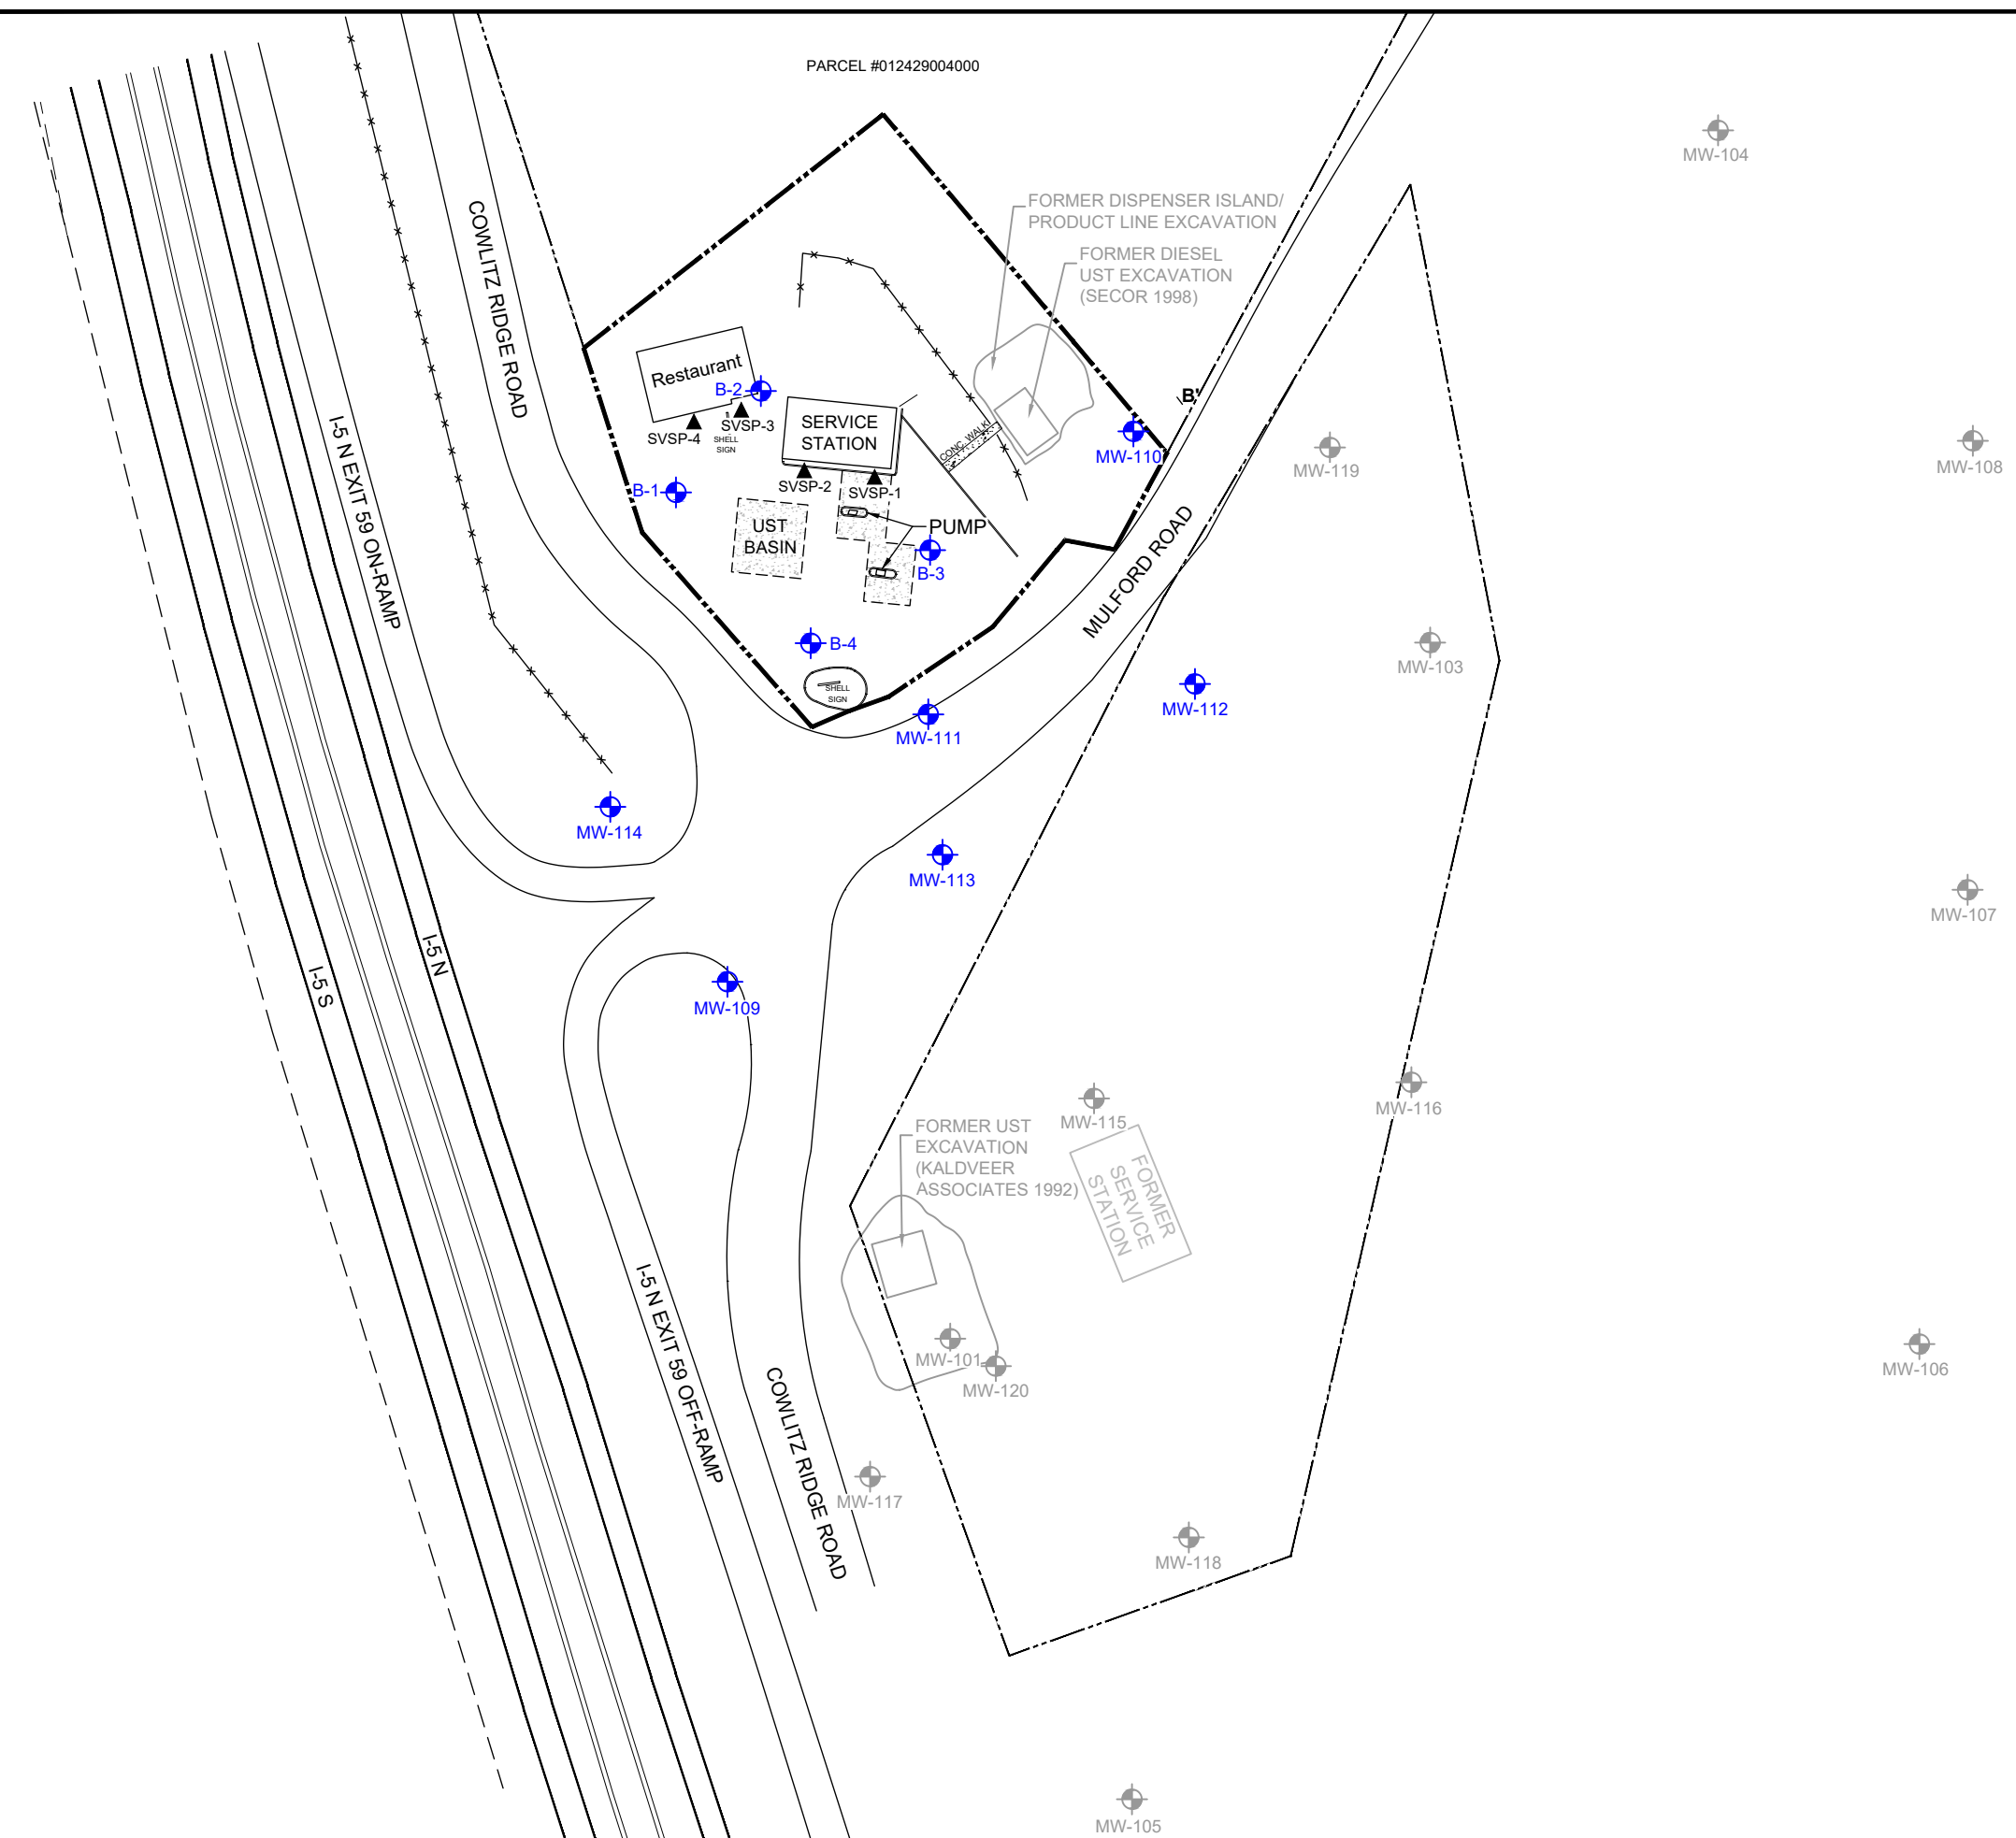 PARCEL #012429004000
MW-104
FORMER DISPENSER ISLAND/
PRODUCT LINE EXCAVATION
FORMER DIESEL
UST EXCAVATION
(SECOR 1998)
COWLITZ RIDGE ROAD
Restaurant
B-2
SVSP-3
SVSP-4
SHELL
SIGN
SERVICE
STATION
CONC. WALK
B'
MW-110
MW-119
MW-108
I-5 N EXIT 59 ON-RAMP
B-1
SVSP-2
SVSP-1
UST
BASIN
PUMP
B-3
MULFORD ROAD
B-4
MW-103
SHELL
SIGN
MW-111
MW-112
MW-114
MW-113
MW-107
I-5 N
I-5 S
MW-109
MW-115
MW-116
FORMER UST
EXCAVATION
(KALDVEER
ASSOCIATES 1992)
FORMER
SERVICE
STATION
I-5 N EXIT 59 OFF-RAMP
MW-101
MW-120
MW-106
COWLITZ RIDGE ROAD
MW-117
MW-118
MW-105